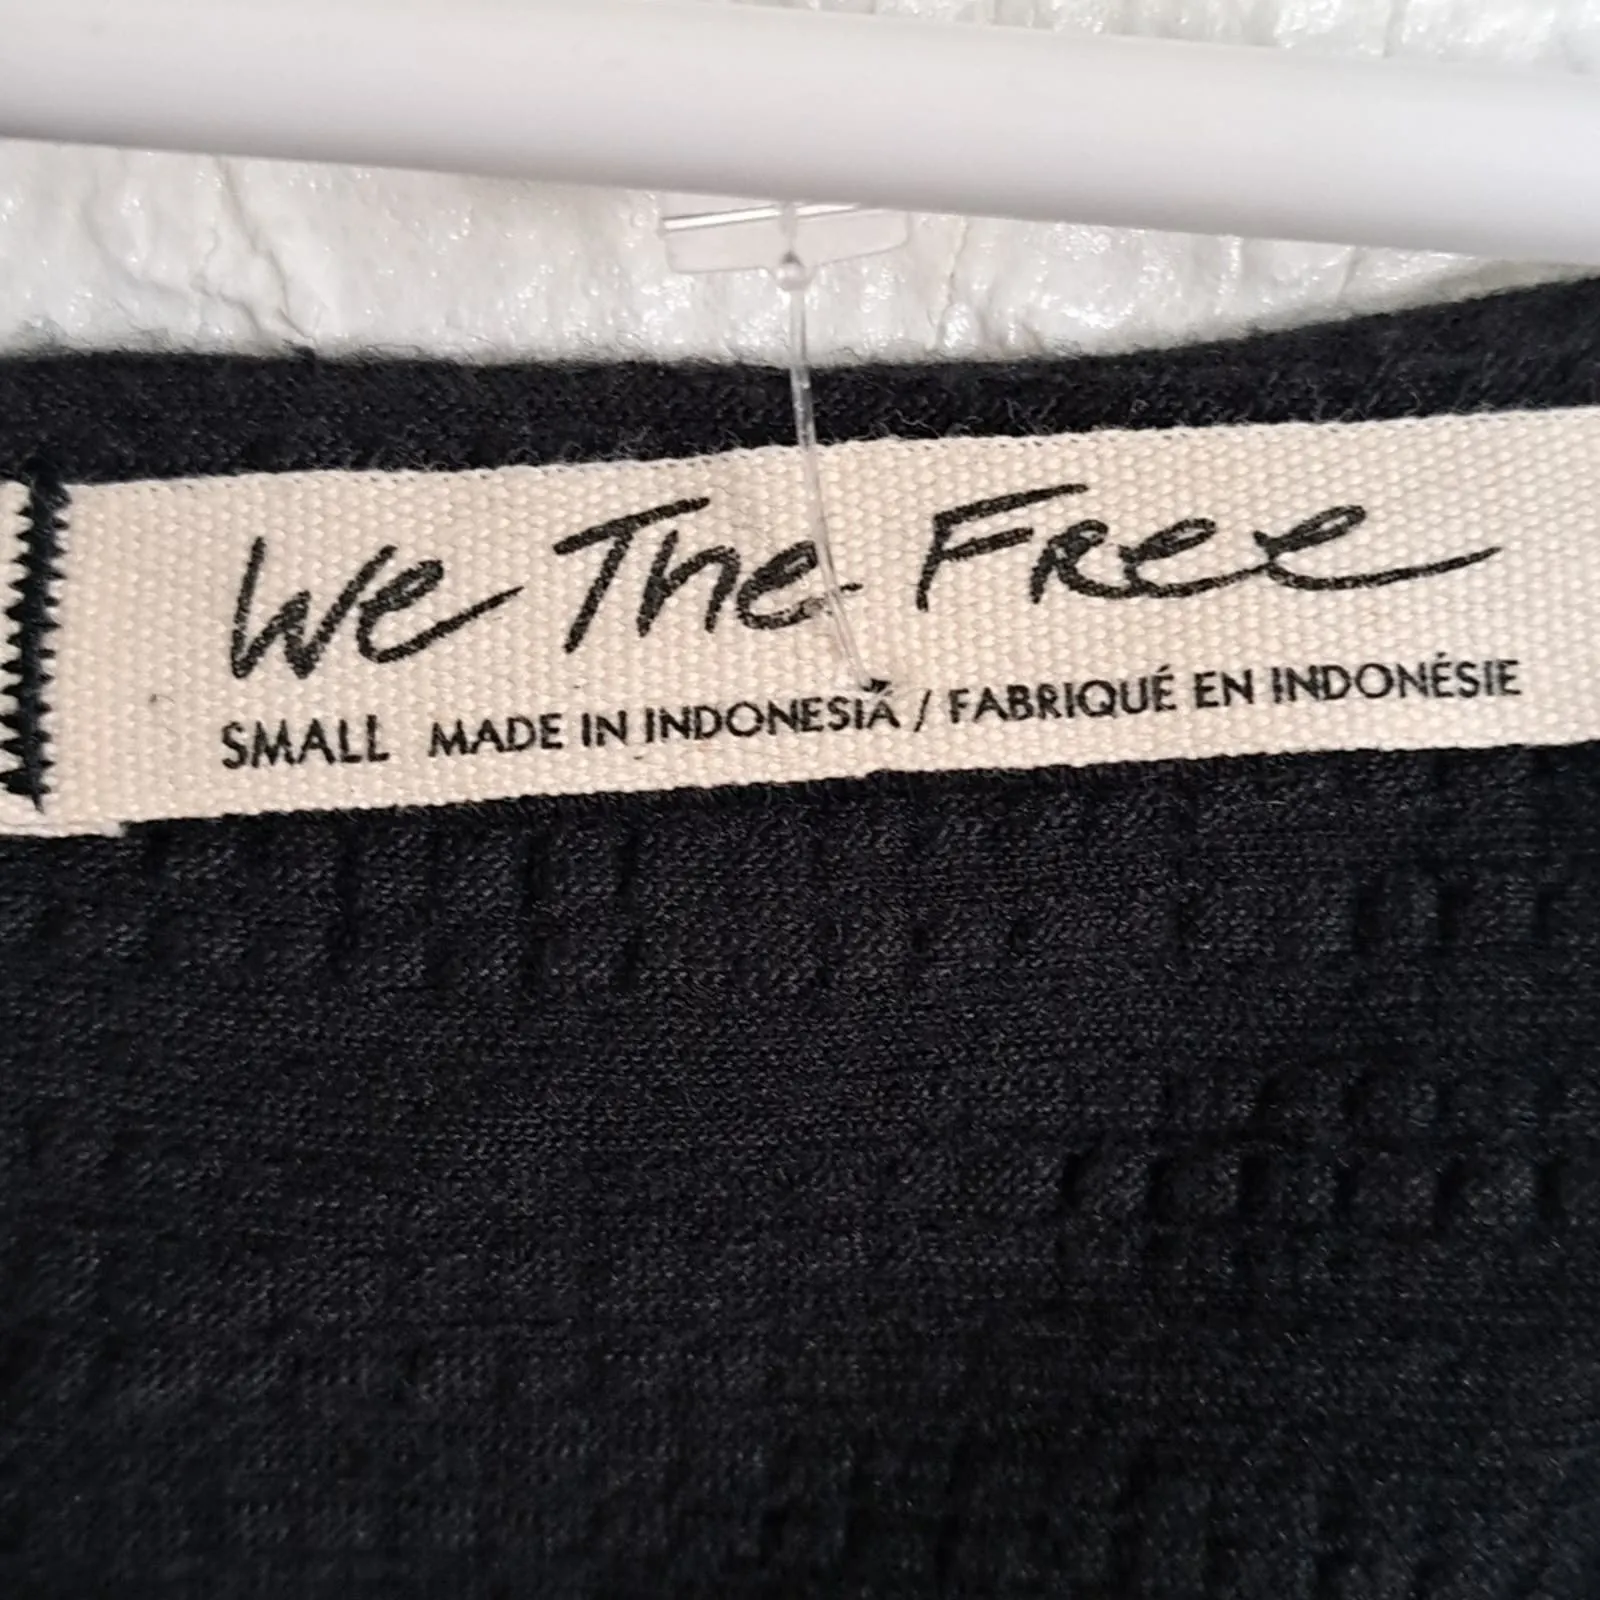 We The Free
SMALL MADE IN INDONESIA / FABRIQUÉ EN INDONÉSIE